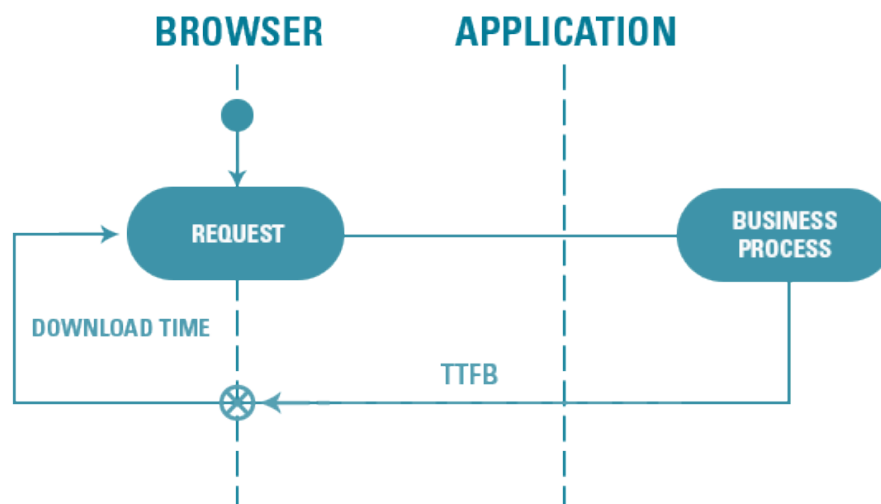 BROWSER
APPLICATION
REQUEST
BUSINESS
PROCESS
DOWNLOAD TIME
TTFB